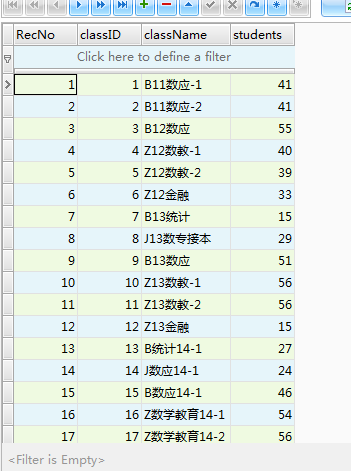 RecNo classID className students
Click here to define a filter
1 1 B11数应-1 41
2 2 B11数应-2 41
3 3 B12数应 55
4 4 Z12数教-1 40
5 5 Z12数教-2 39
6 6 Z12金融 33
7 7 B13统计 15
8 8 J13数专接本 29
9 9 B13数应 51
10 10 Z13数教-1 56
11 11 Z13数教-2 56
12 12 Z13金融 15
13 13 B统计14-1 27
14 14 J数应14-1 24
15 15 B数应14-1 46
16 16 Z数学教育14-1 54
17 17 Z数学教育14-2 56
<Filter is Empty>